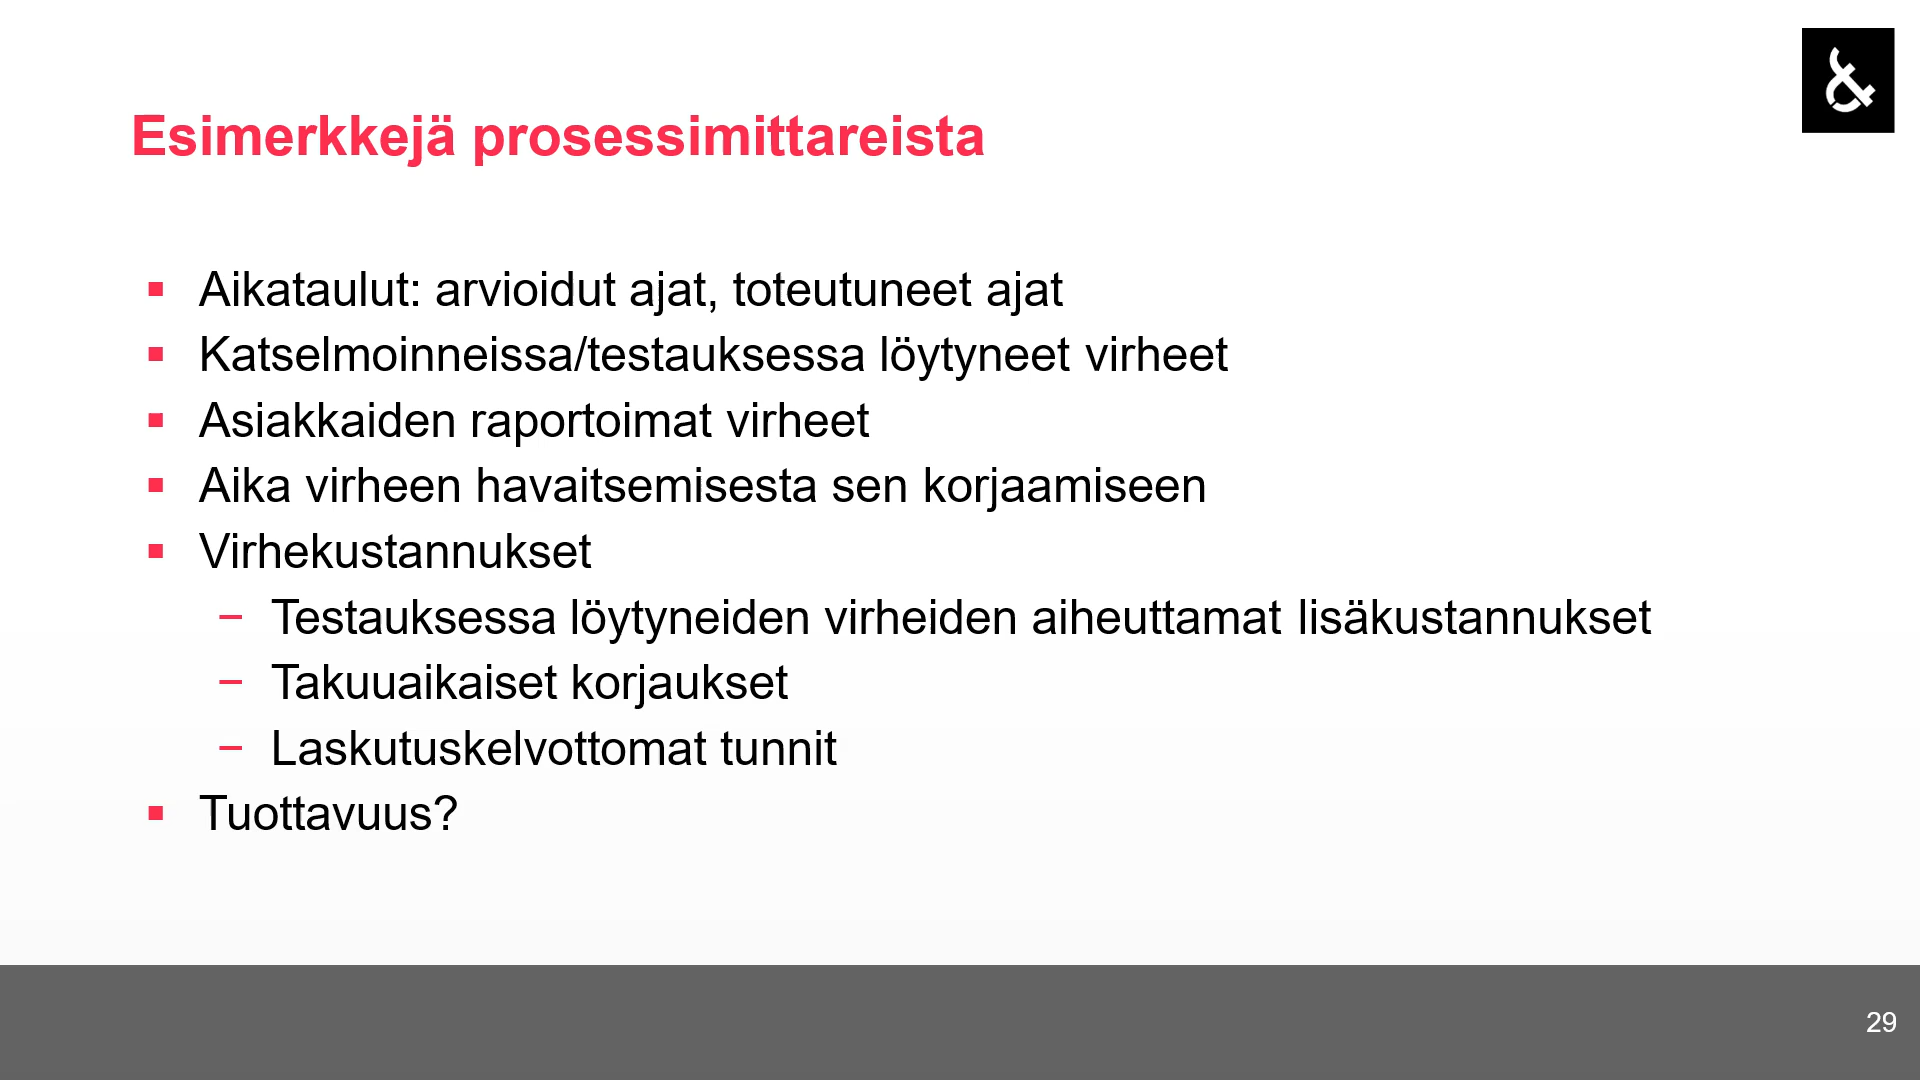 &
Esimerkkejä prosessimittareista
▪ Aikataulut: arvioidut ajat, toteutuneet ajat
▪ Katselmoinneissa/testauksessa löytyneet virheet
▪ Asiakkaiden raportoimat virheet
▪ Aika virheen havaitsemisesta sen korjaamiseen
▪ Virhekustannukset
− Testauksessa löytyneiden virheiden aiheuttamat lisäkustannukset
− Takuuaikaiset korjaukset
− Laskutuskelvottomat tunnit
▪ Tuottavuus?
29